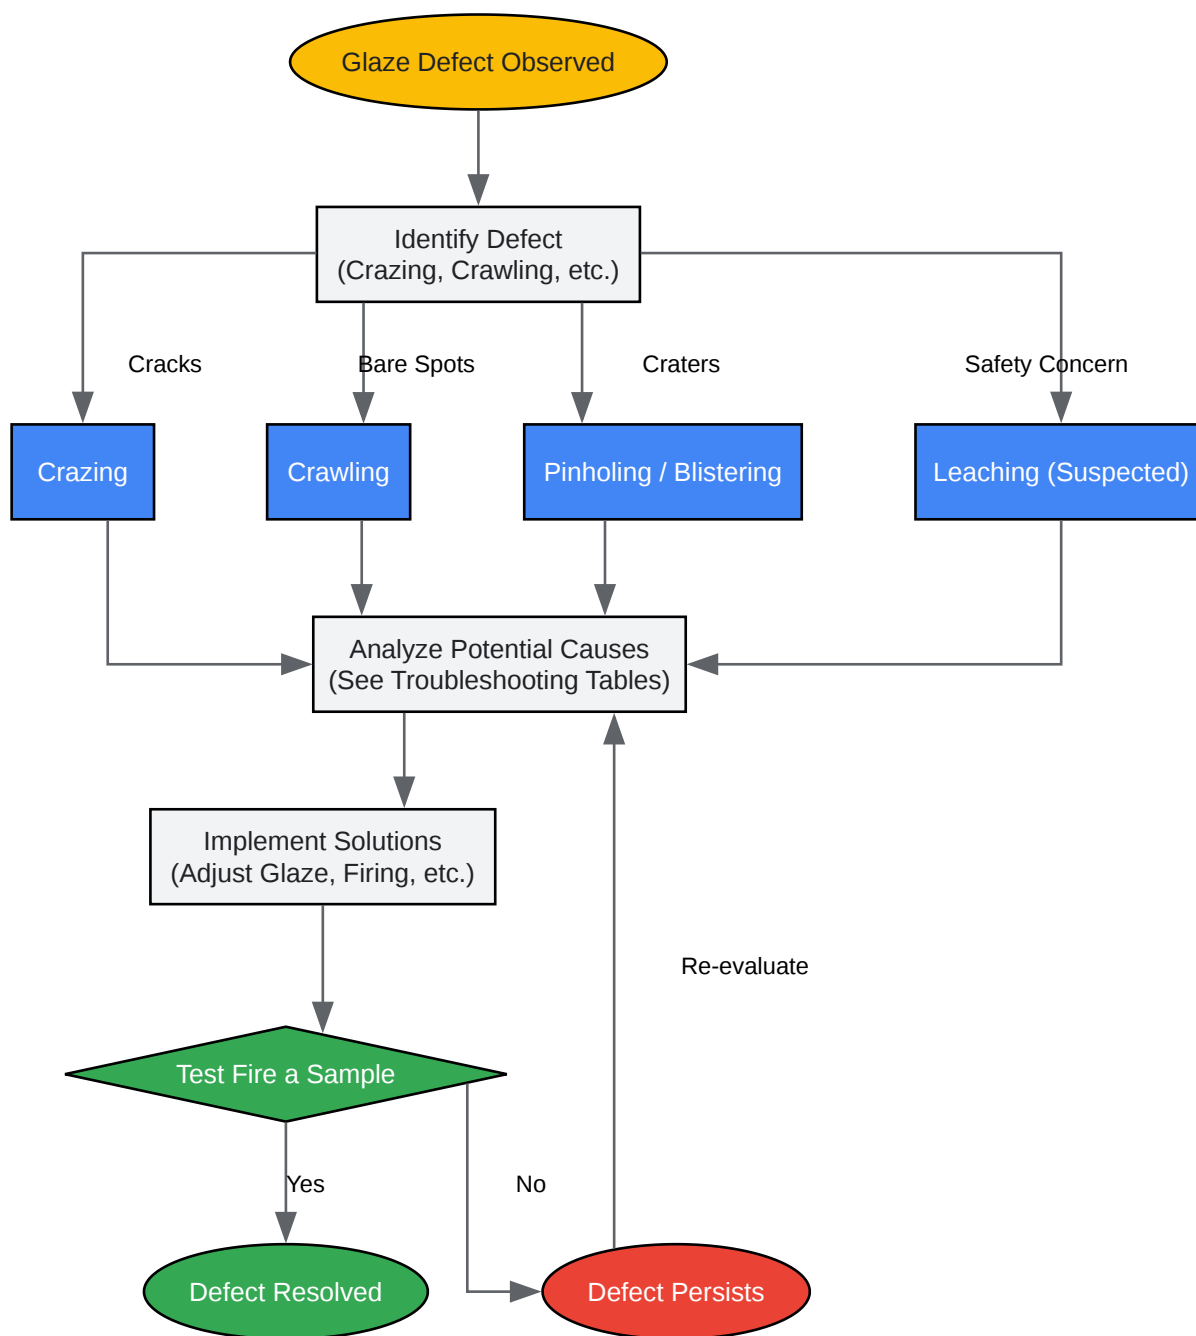 Glaze Defect Observed
Identify Defect
(Crazing, Crawling, etc.)
Cracks
Bare Spots
Craters
Safety Concern
Crazing
Crawling
Pinholing / Blistering
Leaching (Suspected)
Analyze Potential Causes
(See Troubleshooting Tables)
Implement Solutions
(Adjust Glaze, Firing, etc.)
Re-evaluate
Test Fire a Sample
Yes
No
Defect Resolved
Defect Persists